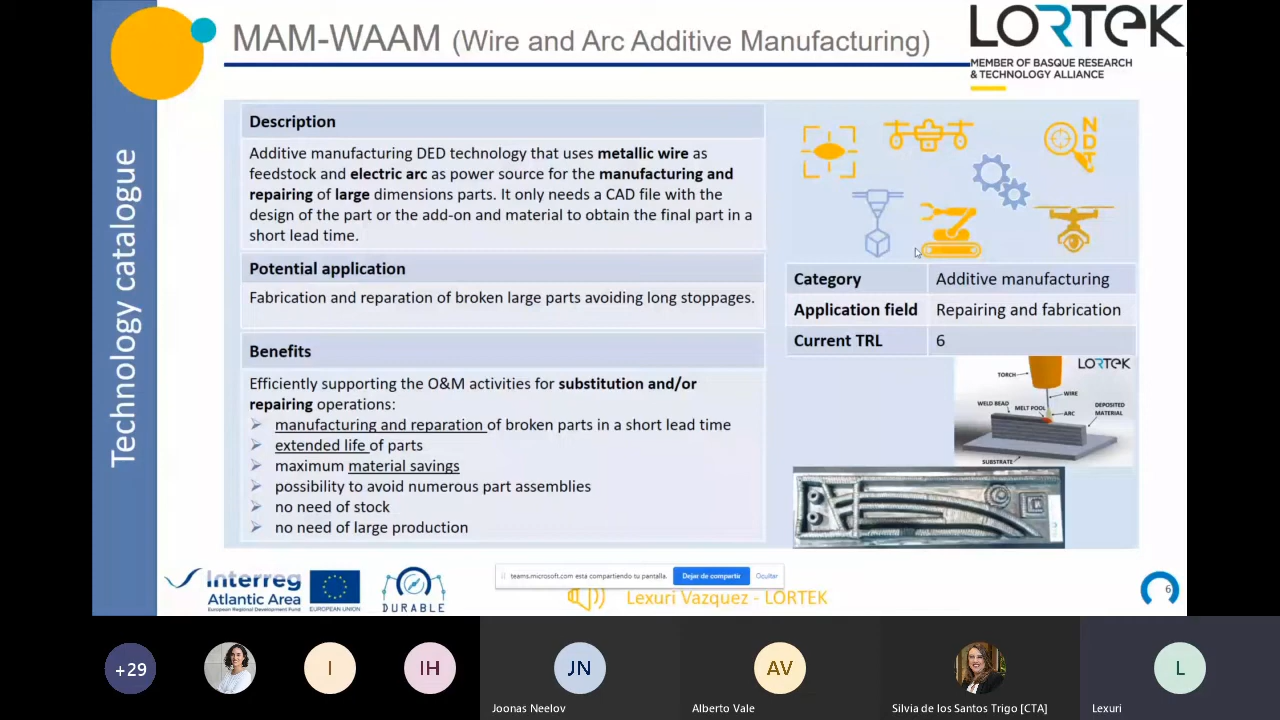 MAM-WAAM (Wire and Arc Additive Manufacturing)
LORTEK
MEMBER OF BASQUE RESEARCH
& TECHNOLOGY ALLIANCE
Technology catalogue
Description
Additive manufacturing DED technology that uses metallic wire as
feedstock and electric arc as power source for the manufacturing and
repairing of large dimensions parts. It only needs a CAD file with the
design of the part or the add-on and material to obtain the final part in a
short lead time.
Potential application
Fabrication and reparation of broken large parts avoiding long stoppages.
Benefits
Efficiently supporting the O&M activities for substitution and/or
repairing operations:
manufacturing and reparation of broken parts in a short lead time
extended life of parts
maximum material savings
possibility to avoid numerous part assemblies
no need of stock
no need of large production
NDT
Category Additive manufacturing
Application field Repairing and fabrication
Current TRL 6
LORTEK
TORCH
WIRE
WELD BEAD
MELT POOL
ARC
DEPOSITED
MATERIAL
SUBSTRATE
Interreg
Atlantic Area
European Regional Development Fund
EUROPEAN UNION
DURABLE
teams.microsoft.com está compartiendo tu pantalla.
Dejar de compartir
Ocultar
Lexuri Vazquez - LORTEK
6
+29
I
IH
JN
AV
L
Joonas Neelov
Alberto Vale
Silvia de los Santos Trigo [CTA]
Lexuri